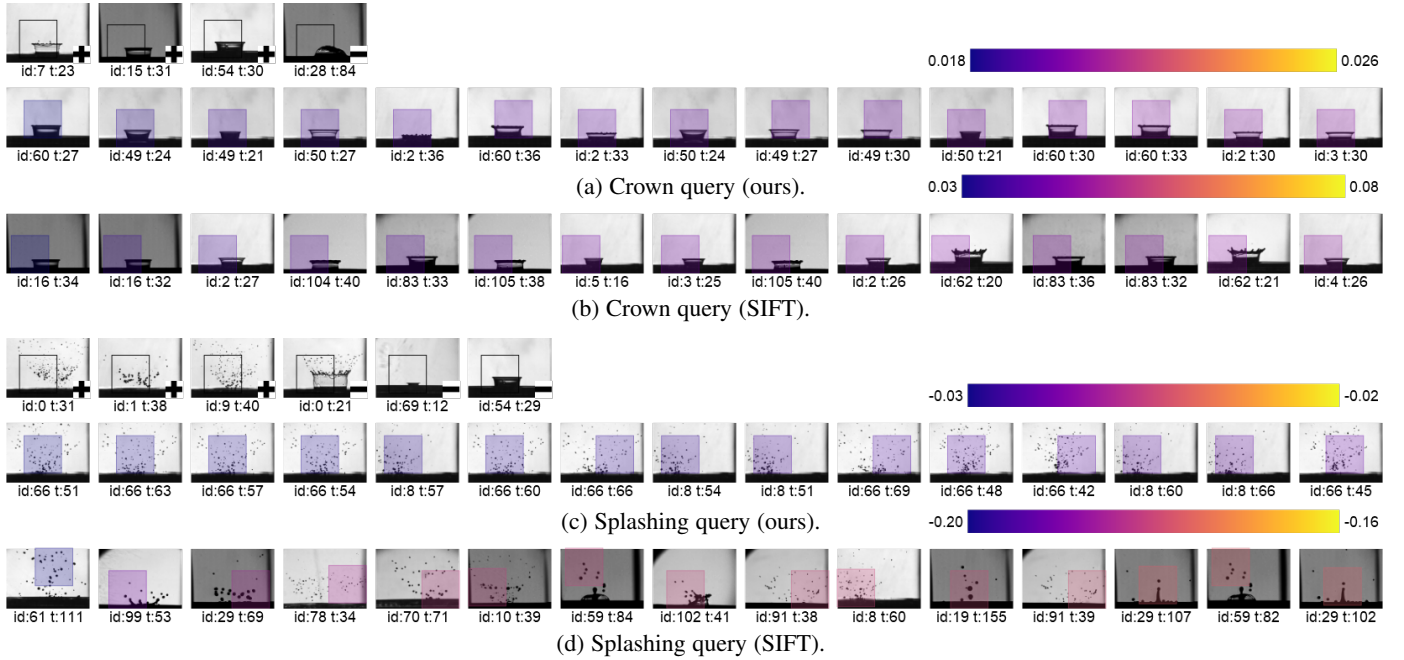 id:7 t:23 id:15 t:31 id:54 t:30 id:28 t:84
0.018 0.026
id:60 t:27 id:49 t:24 id:49 t:21 id:50 t:27 id:2 t:36 id:60 t:36 id:2 t:33 id:50 t:24 id:49 t:27 id:49 t:30 id:50 t:21 id:60 t:30 id:60 t:33 id:2 t:30 id:3 t:30
(a) Crown query (ours).
0.03 0.08
id:16 t:34 id:16 t:32 id:2 t:27 id:104 t:40 id:83 t:33 id:105 t:38 id:5 t:16 id:3 t:25 id:105 t:40 id:2 t:26 id:62 t:20 id:83 t:36 id:83 t:32 id:62 t:21 id:4 t:26
(b) Crown query (SIFT).
id:0 t:31 id:1 t:38 id:9 t:40 id:0 t:21 id:69 t:12 id:54 t:29
-0.03 -0.02
id:66 t:51 id:66 t:63 id:66 t:57 id:66 t:54 id:8 t:57 id:66 t:60 id:66 t:66 id:8 t:54 id:8 t:51 id:66 t:69 id:66 t:48 id:66 t:42 id:8 t:60 id:8 t:66 id:66 t:45
(c) Splashing query (ours).
-0.20 -0.16
id:61 t:111 id:99 t:53 id:29 t:69 id:78 t:34 id:70 t:71 id:10 t:39 id:59 t:84 id:102 t:41 id:91 t:38 id:8 t:60 id:19 t:155 id:91 t:39 id:29 t:107 id:59 t:82 id:29 t:102
(d) Splashing query (SIFT).